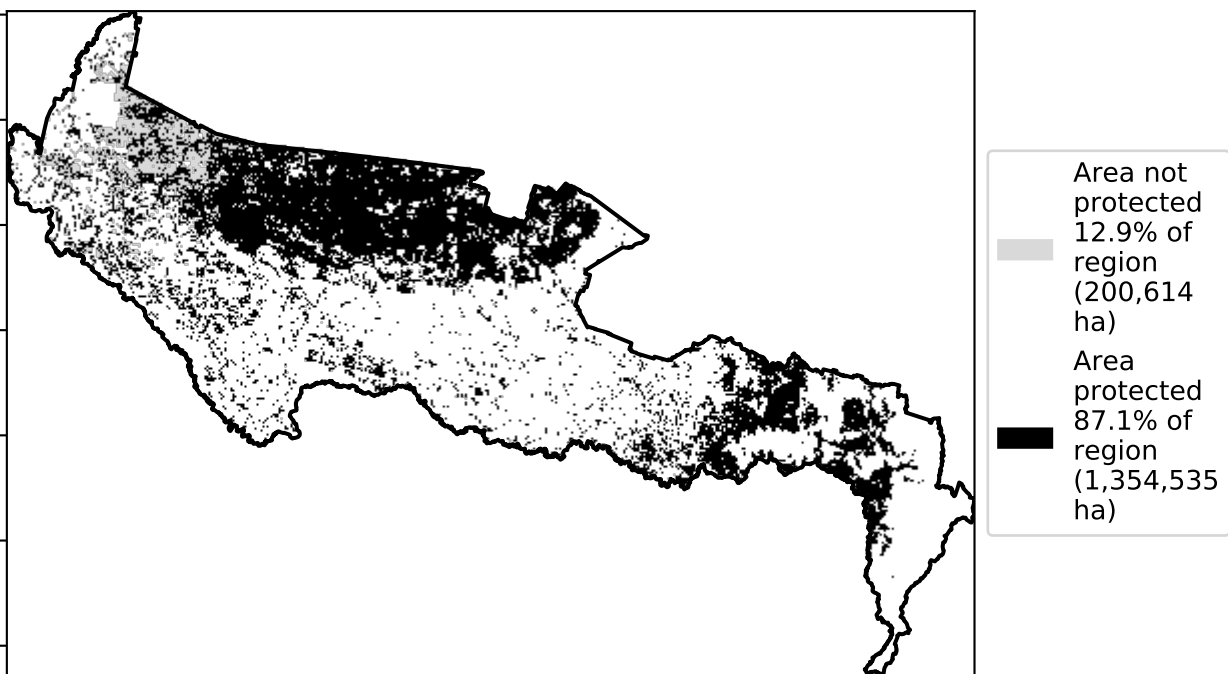 Area not
protected
12.9% of
region
(200,614
ha)
Area
protected
87.1% of
region
(1,354,535
ha)